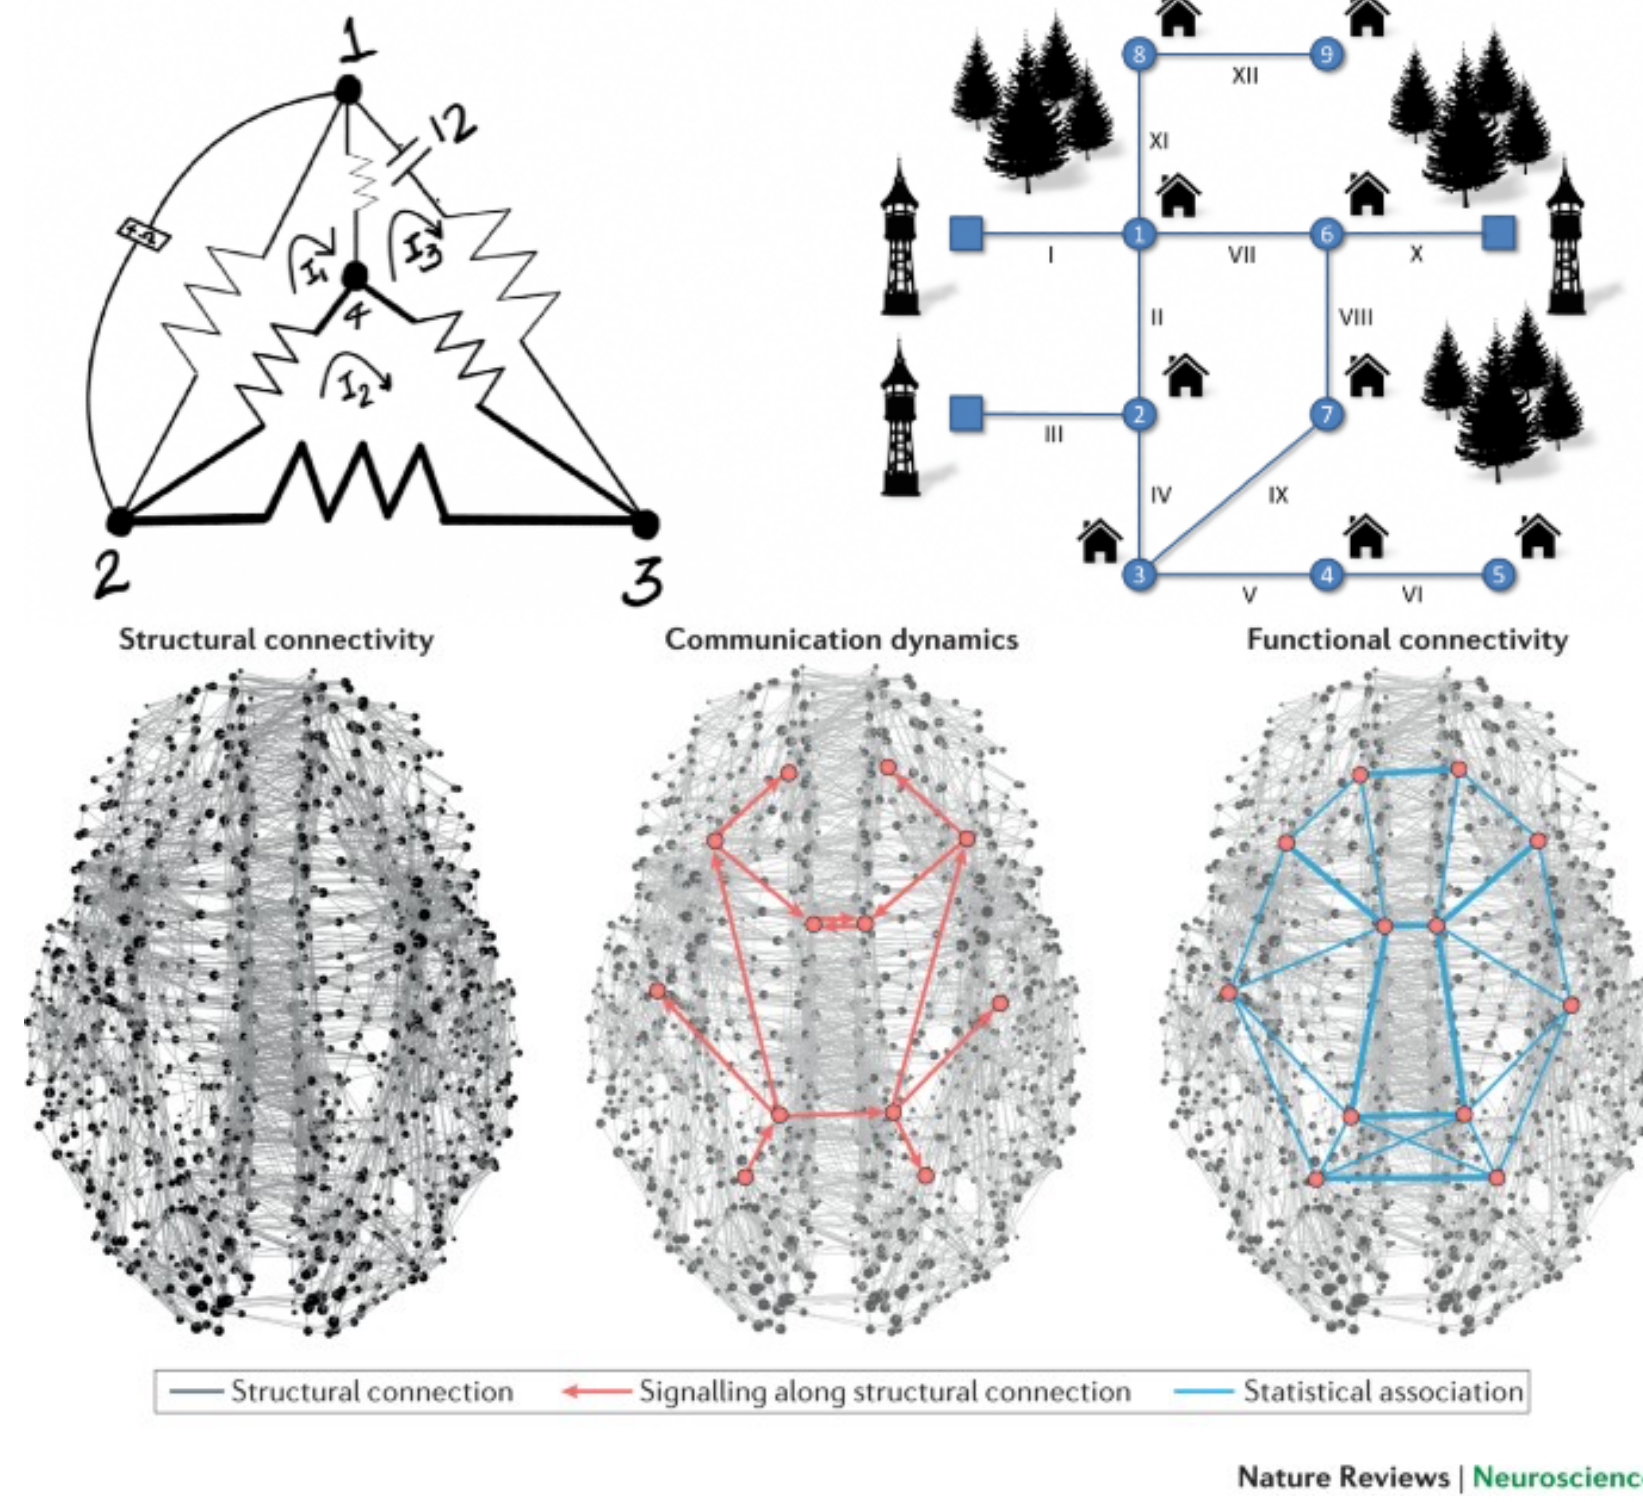 1
12
I₁
I₃
4
I₂
2
3
8
XII
9
XI
1
I
VII
6
X
II
VIII
2
III
7
IV
IX
3
V
4
VI
5
Structural connectivity
Communication dynamics
Functional connectivity
Structural connection
Signalling along structural connection
Statistical association
Nature Reviews | Neuroscience